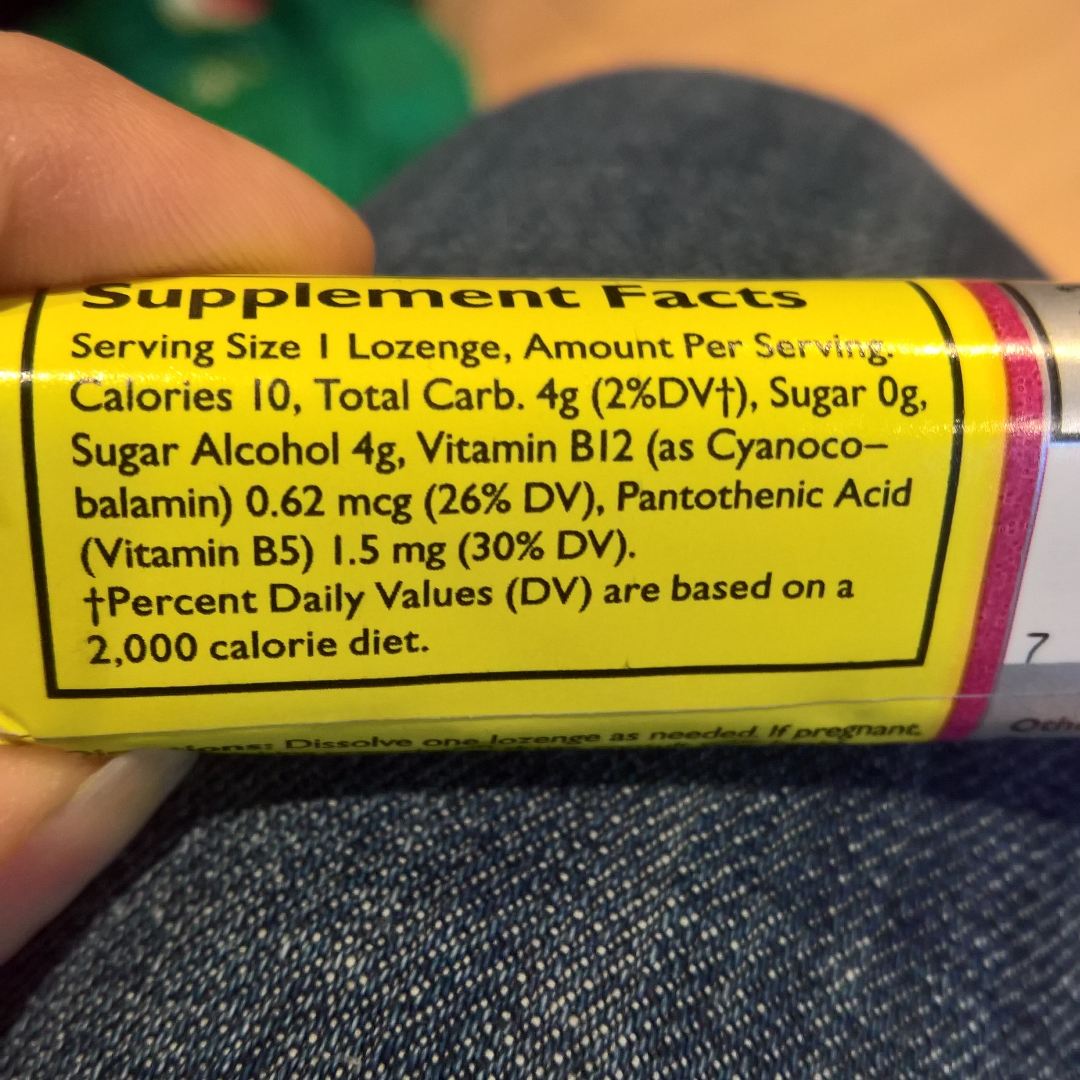 Supplement Facts
Serving Size 1 Lozenge, Amount Per Serving.
Calories 10, Total Carb. 4g (2%DV†), Sugar 0g,
Sugar Alcohol 4g, Vitamin B12 (as Cyanoco–
balamin) 0.62 mcg (26% DV), Pantothenic Acid
(Vitamin B5) 1.5 mg (30% DV).
†Percent Daily Values (DV) are based on a
2,000 calorie diet.
Dissolve one lozenge as needed. If pregnant,
7